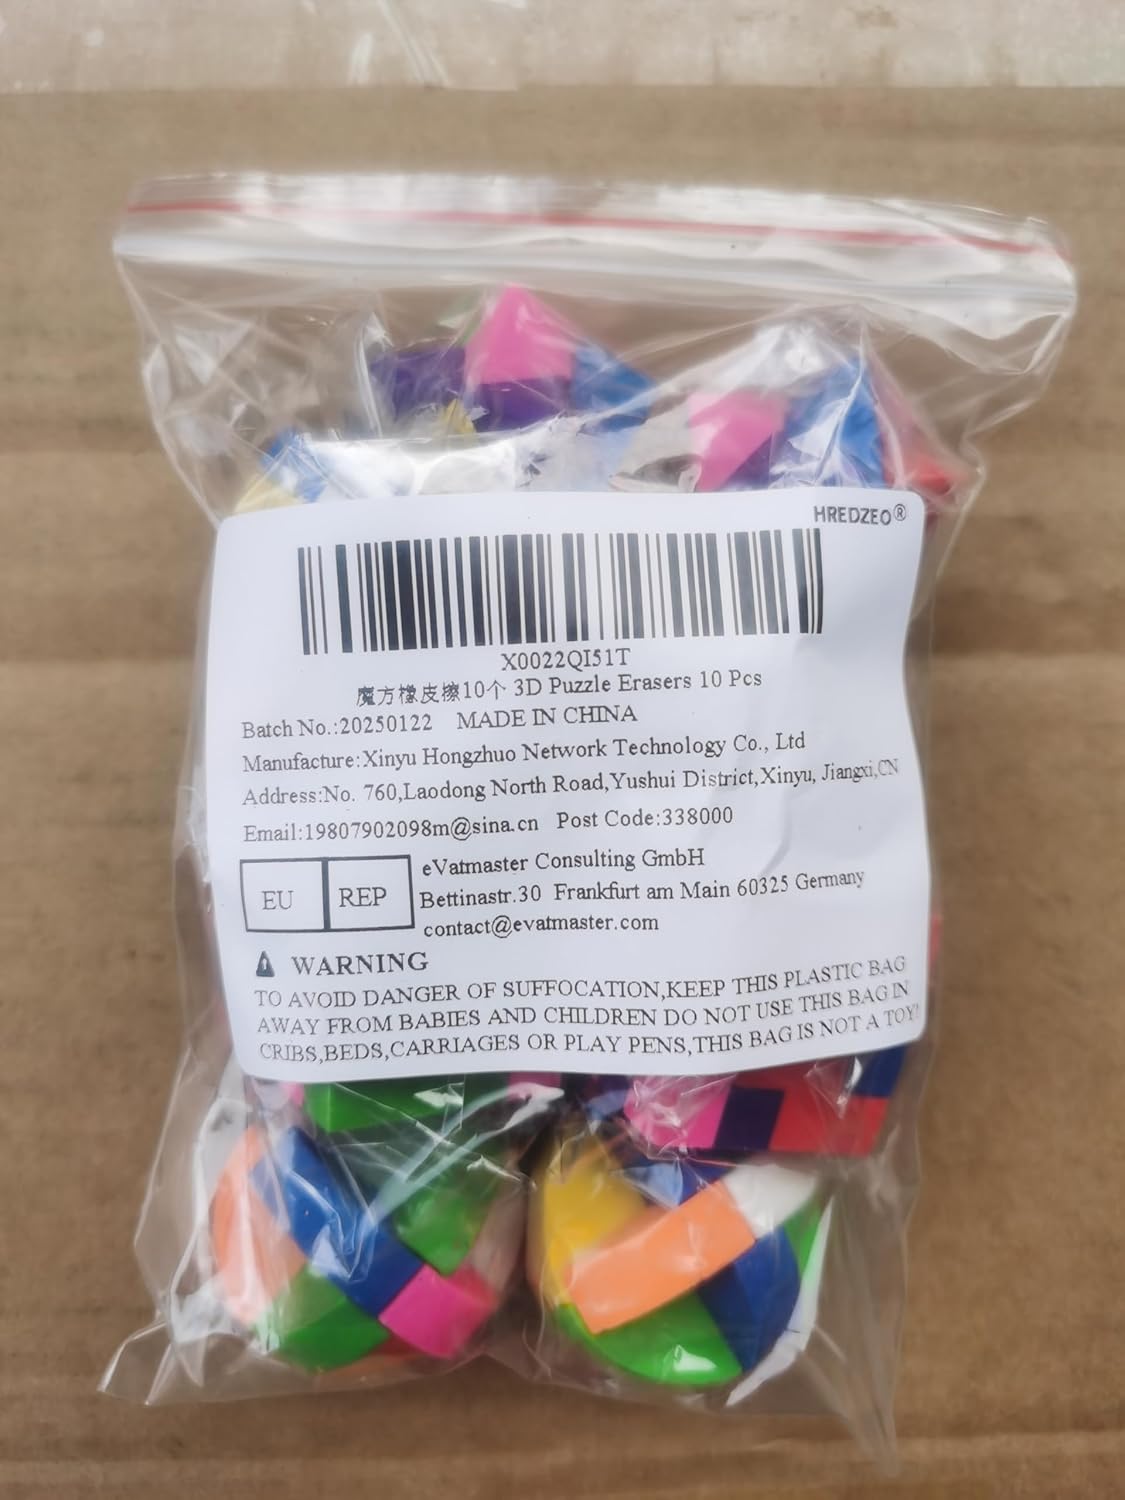 HREDZEO®
X0022QI51T
魔方橡皮擦10个 3D Puzzle Erasers 10 Pcs
Batch No.:20250122 MADE IN CHINA
Manufacture:Xinyu Hongzhuo Network Technology Co., Ltd
Address:No. 760,Laodong North Road,Yushui District,Xinyu, Jiangxi,CN
Email:19807902098m@sina.cn Post Code:338000
EU REP
eVatmaster Consulting GmbH
Bettinastr.30 Frankfurt am Main 60325 Germany
contact@evatmaster.com
WARNING
TO AVOID DANGER OF SUFFOCATION,KEEP THIS PLASTIC BAG
AWAY FROM BABIES AND CHILDREN DO NOT USE THIS BAG IN
CRIBS,BEDS,CARRIAGES OR PLAY PENS,THIS BAG IS NOT A TOY!